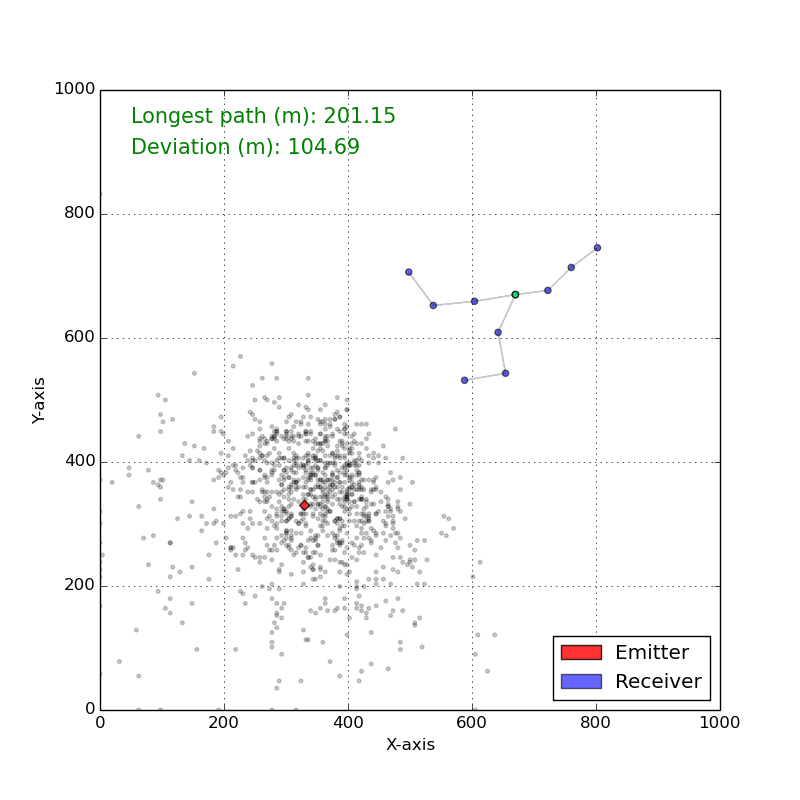 Longest path (m): 201.15
Deviation (m): 104.69
1000
800
600
400
200
0
Y-axis
0 200 400 600 800 1000
X-axis
Emitter
Receiver